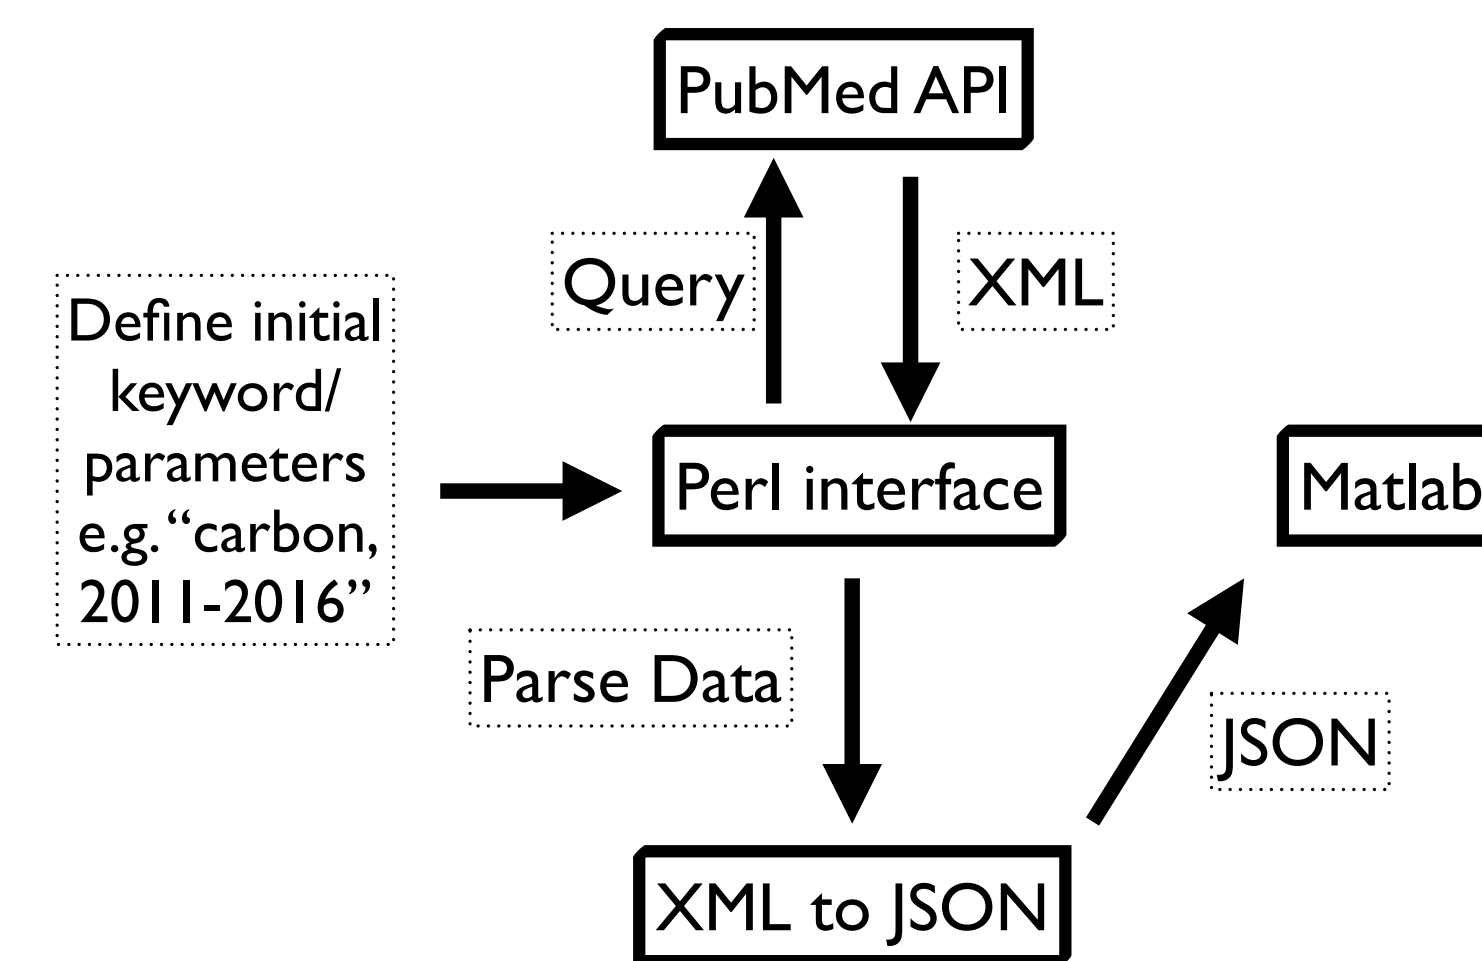 PubMed API
Query
XML
Define initial
keyword/
parameters
e.g. “carbon,
2011-2016”
Perl interface
Matlab
Parse Data
JSON
XML to JSON